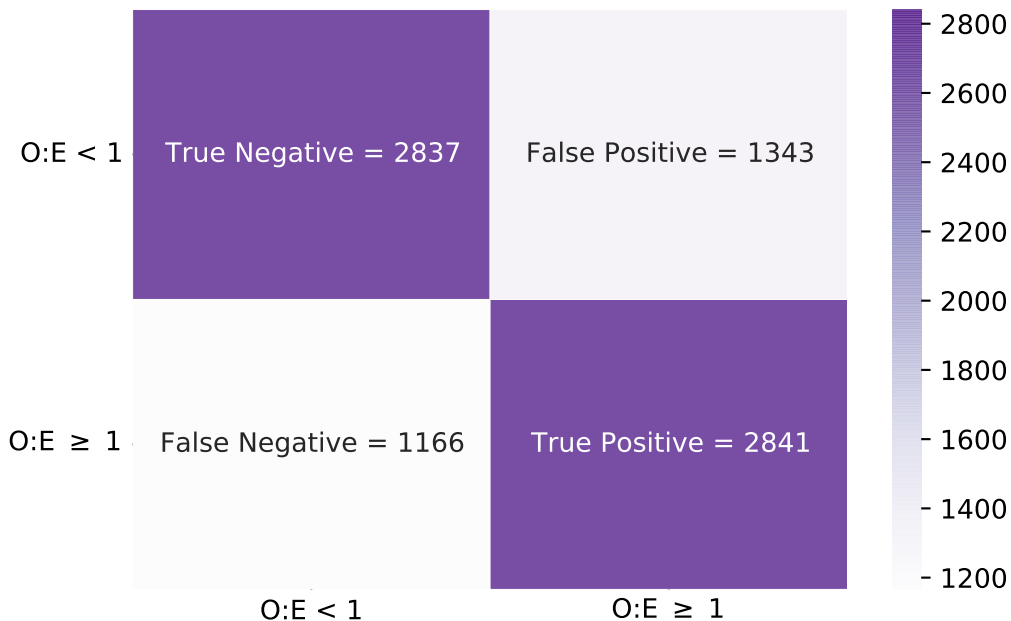 O:E < 1
True Negative = 2837
False Positive = 1343
O:E ≥ 1
False Negative = 1166
True Positive = 2841
O:E < 1
O:E ≥ 1
2800
2600
2400
2200
2000
1800
1600
1400
1200